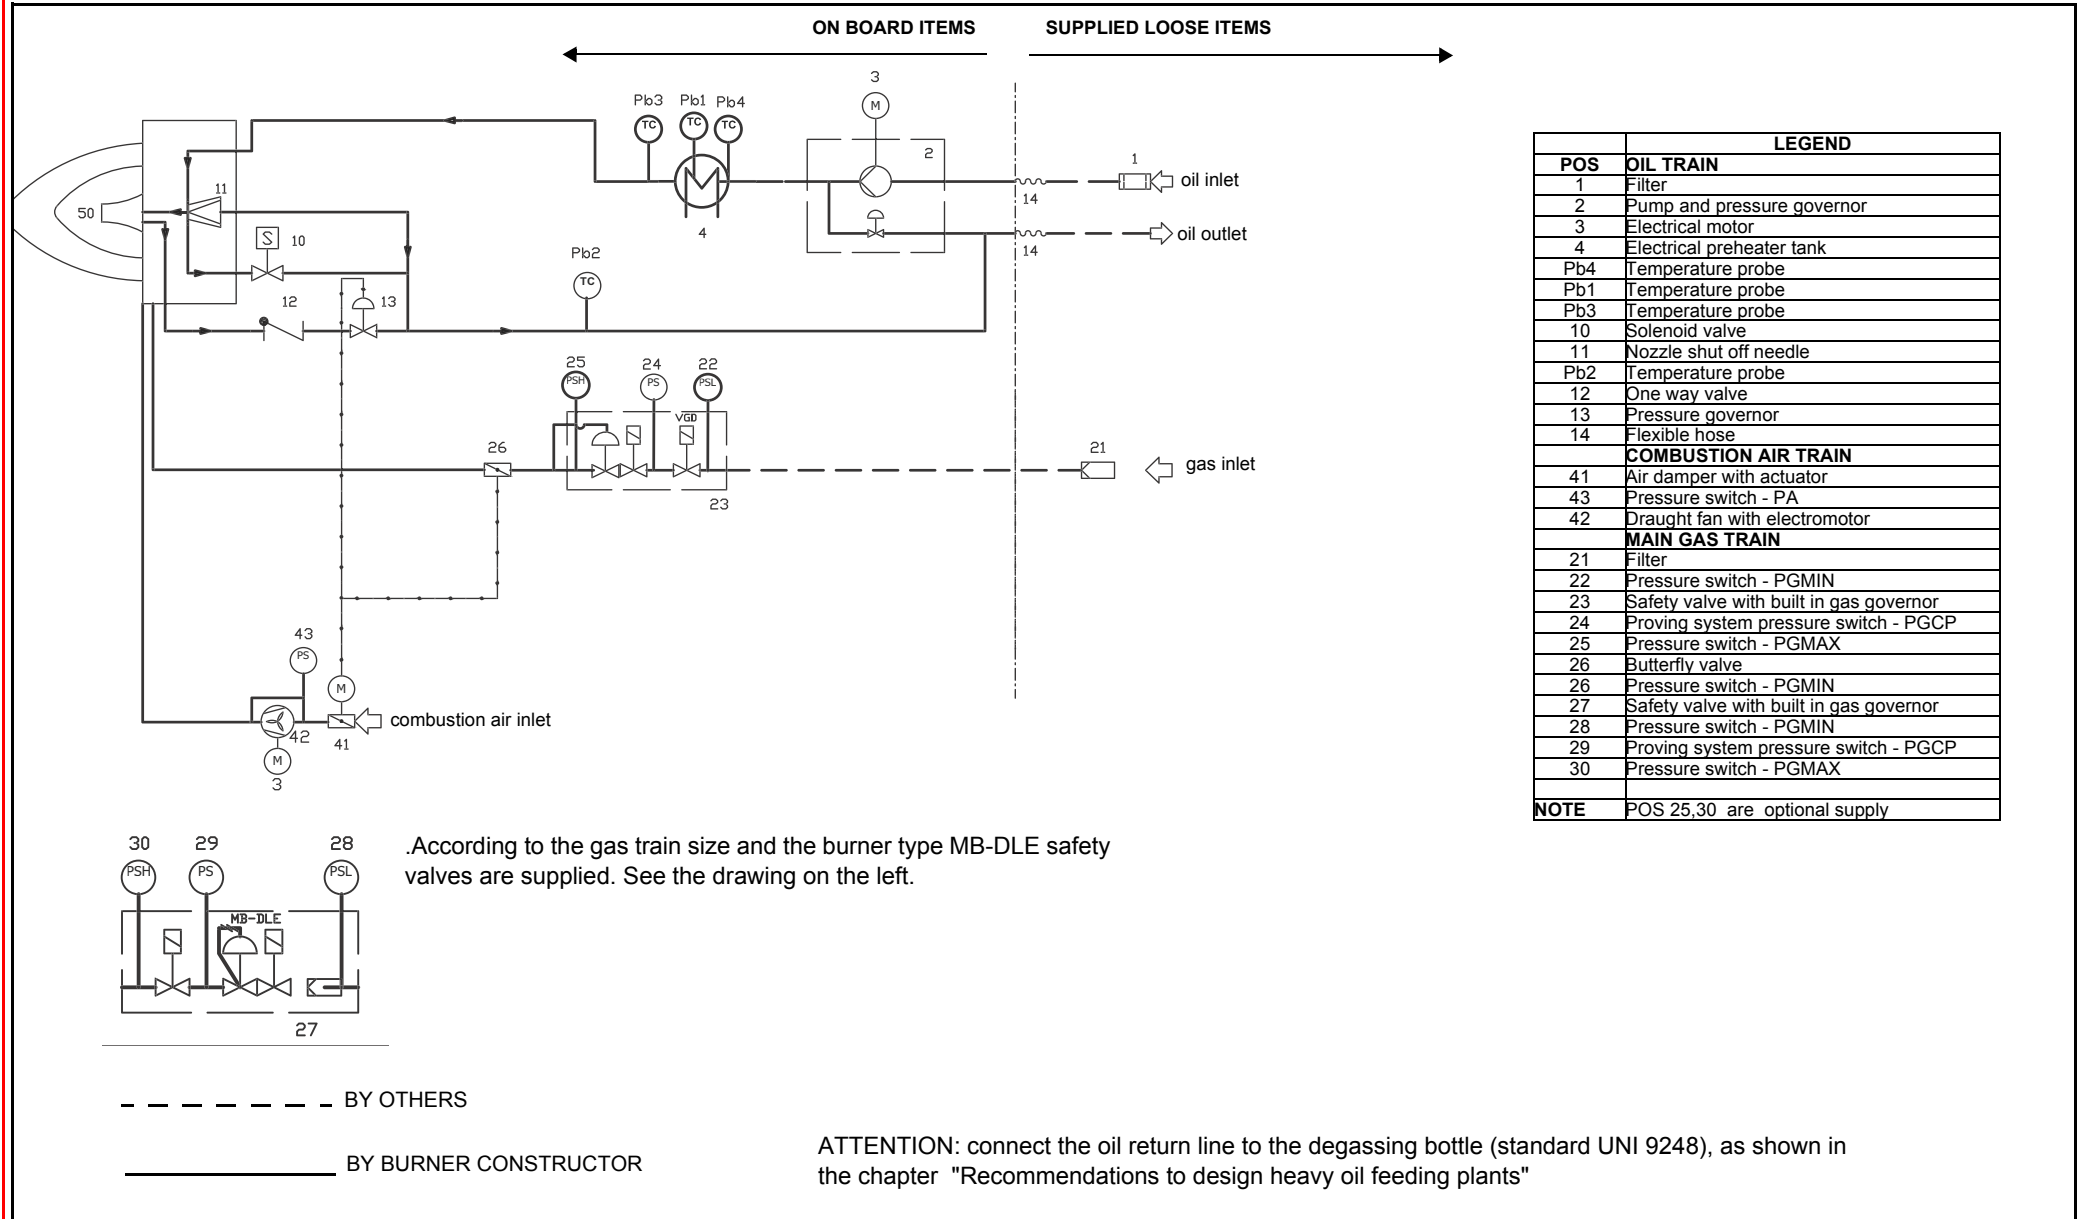 ON BOARD ITEMS
SUPPLIED LOOSE ITEMS
3
M
Pb3 Pb1 Pb4
TC TC TC
2
1
oil inlet
14
11
50
4
oil outlet
14
S 10
Pb2
TC
12
13
25 24 22
PSH PS PSL
VGD
26
21
gas inlet
23
43
PS
M
combustion air inlet
42
41
M
3
LEGEND
POS OIL TRAIN
1 Filter
2 Pump and pressure governor
3 Electrical motor
4 Electrical preheater tank
Pb4 Temperature probe
Pb1 Temperature probe
Pb3 Temperature probe
10 Solenoid valve
11 Nozzle shut off needle
Pb2 Temperature probe
12 One way valve
13 Pressure governor
14 Flexible hose
COMBUSTION AIR TRAIN
41 Air damper with actuator
43 Pressure switch - PA
42 Draught fan with electromotor
MAIN GAS TRAIN
21 Filter
22 Pressure switch - PGMIN
23 Safety valve with built in gas governor
24 Proving system pressure switch - PGCP
25 Pressure switch - PGMAX
26 Butterfly valve
26 Pressure switch - PGMIN
27 Safety valve with built in gas governor
28 Pressure switch - PGMIN
29 Proving system pressure switch - PGCP
30 Pressure switch - PGMAX
NOTE POS 25,30 are optional supply
30 29 28
PSH PS PSL
MB-DLE
27
.According to the gas train size and the burner type MB-DLE safety
valves are supplied. See the drawing on the left.
BY OTHERS
BY BURNER CONSTRUCTOR
ATTENTION: connect the oil return line to the degassing bottle (standard UNI 9248), as shown in
the chapter "Recommendations to design heavy oil feeding plants"